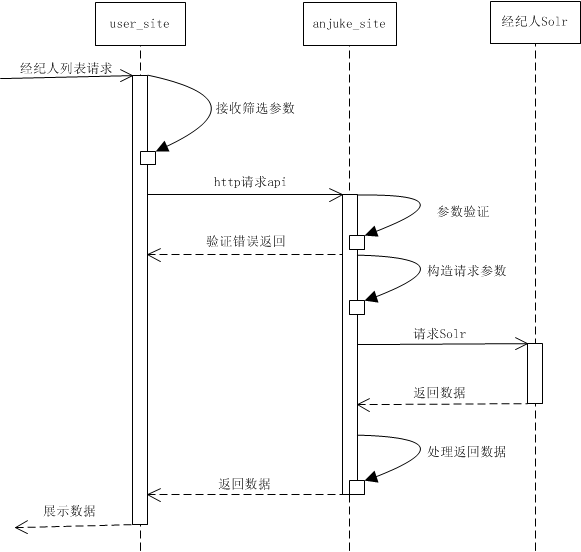 user_site
anjuke_site
经纪人Solr
经纪人列表请求
接收筛选参数
http请求api
参数验证
验证错误返回
构造请求参数
请求Solr
返回数据
处理返回数据
返回数据
展示数据